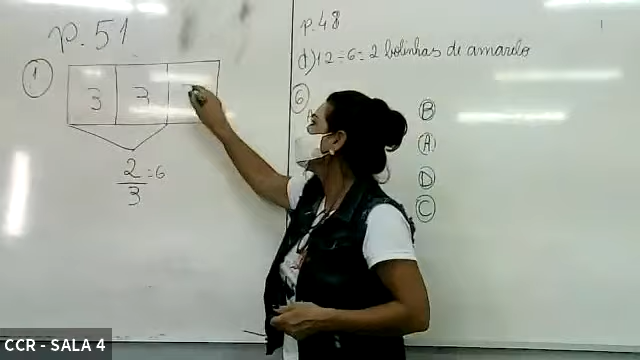 p.51
1
3 3
2/3 = 6
p.48
d) 12 ÷ 6 = 2 bolinhas de amarelo
6
B
A
D
C
CCR - SALA 4